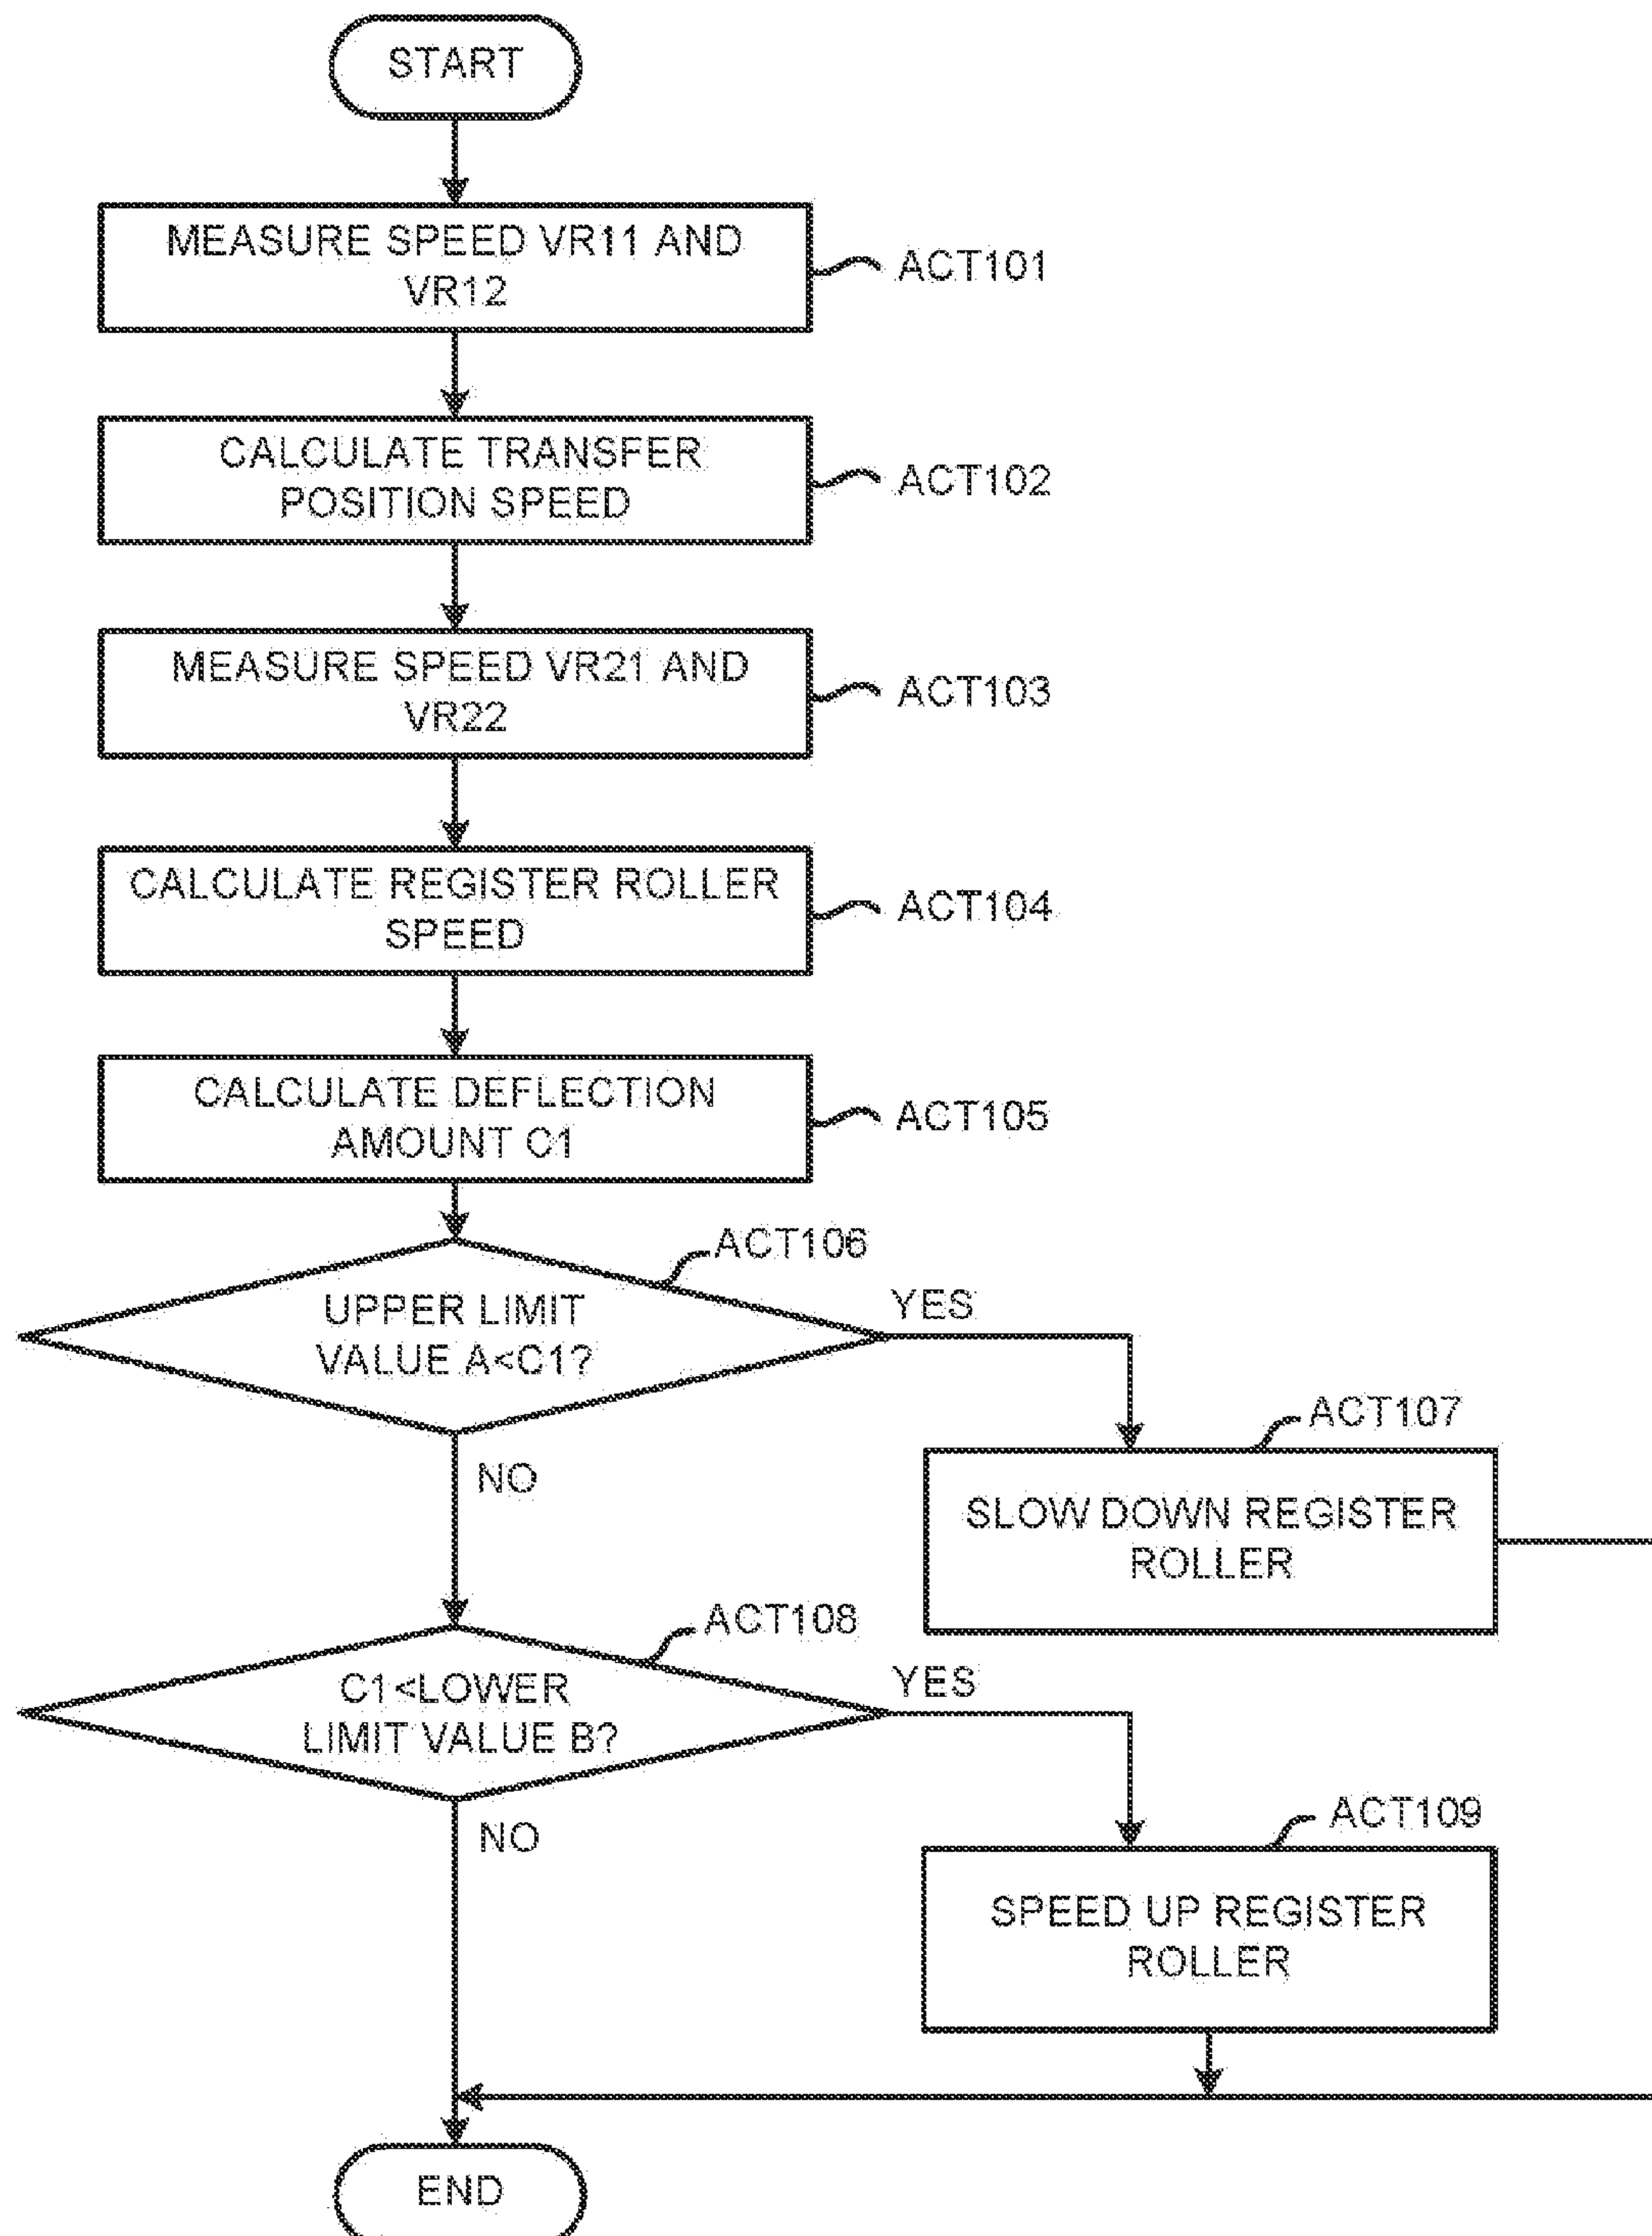 START
MEASURE SPEED VR11 AND
VR12
ACT101
CALCULATE TRANSFER
POSITION SPEED
ACT102
MEASURE SPEED VR21 AND
VR22
ACT103
CALCULATE REGISTER ROLLER
SPEED
ACT104
CALCULATE DEFLECTION
AMOUNT C1
ACT105
ACT106
UPPER LIMIT
VALUE A<C1?
YES
NO
ACT107
SLOW DOWN REGISTER
ROLLER
ACT108
C1<LOWER
LIMIT VALUE B?
YES
NO
ACT109
SPEED UP REGISTER
ROLLER
END